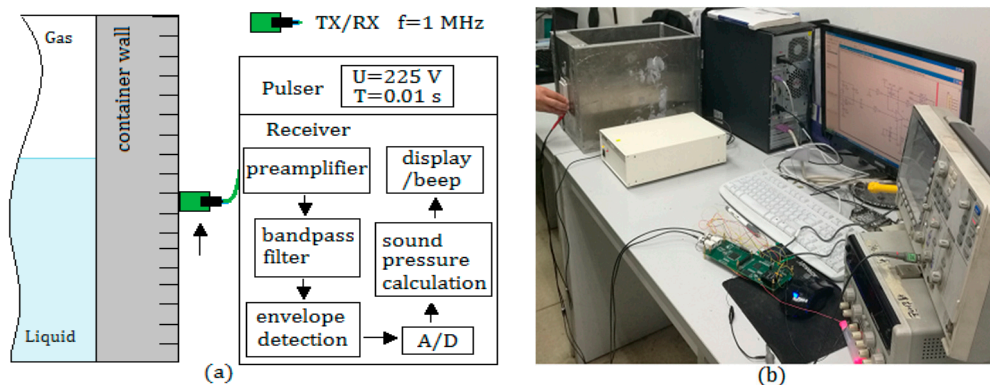 Gas
container wall
Liquid
TX/RX f=1 MHz
Pulser
U=225 V
T=0.01 s
Receiver
preamplifier
bandpass
filter
envelope
detection
A/D
sound
pressure
calculation
display
/beep
(a)
(b)